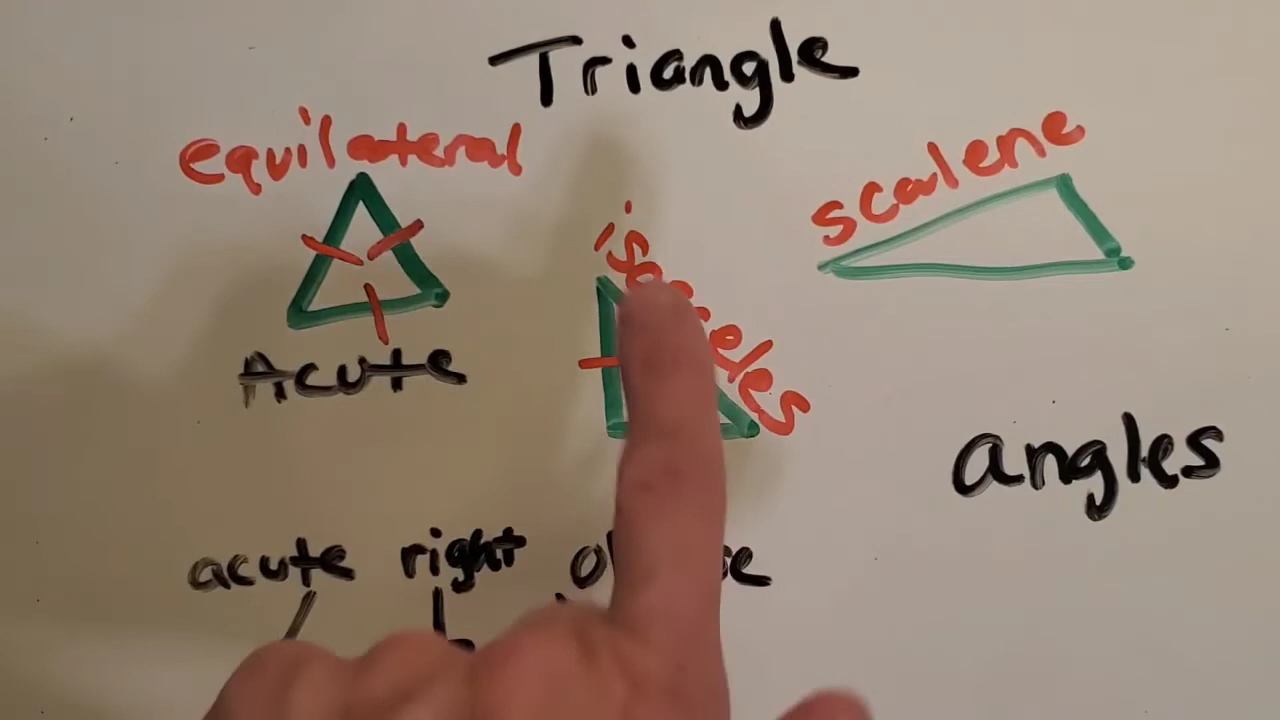 Triangle
equilateral
scalene
Acute
angles
acute right